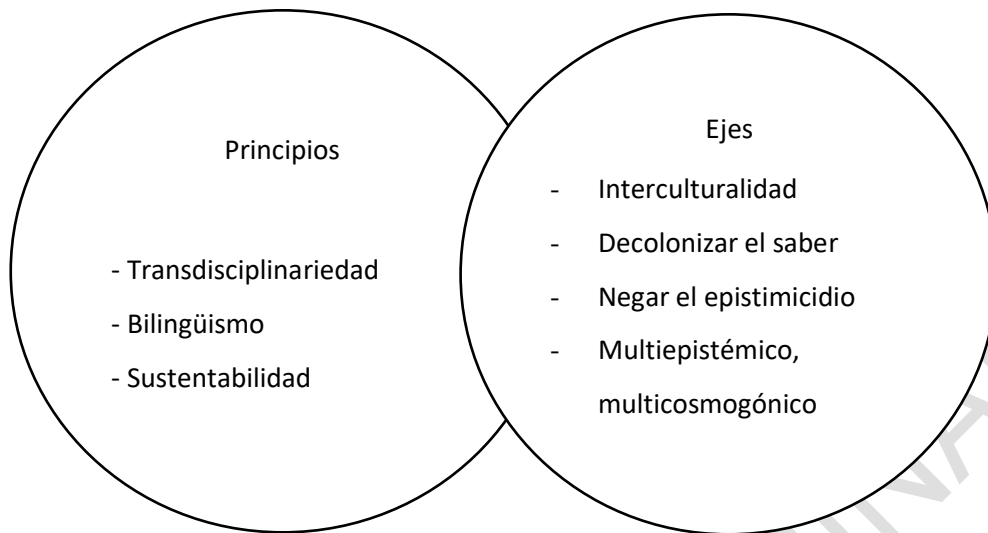 Principios
- Transdisciplinariedad
- Bilingüismo
- Sustentabilidad
Ejes
- Interculturalidad
- Decolonizar el saber
- Negar el epistimicidio
- Multiepistémico,
multicosmogónico